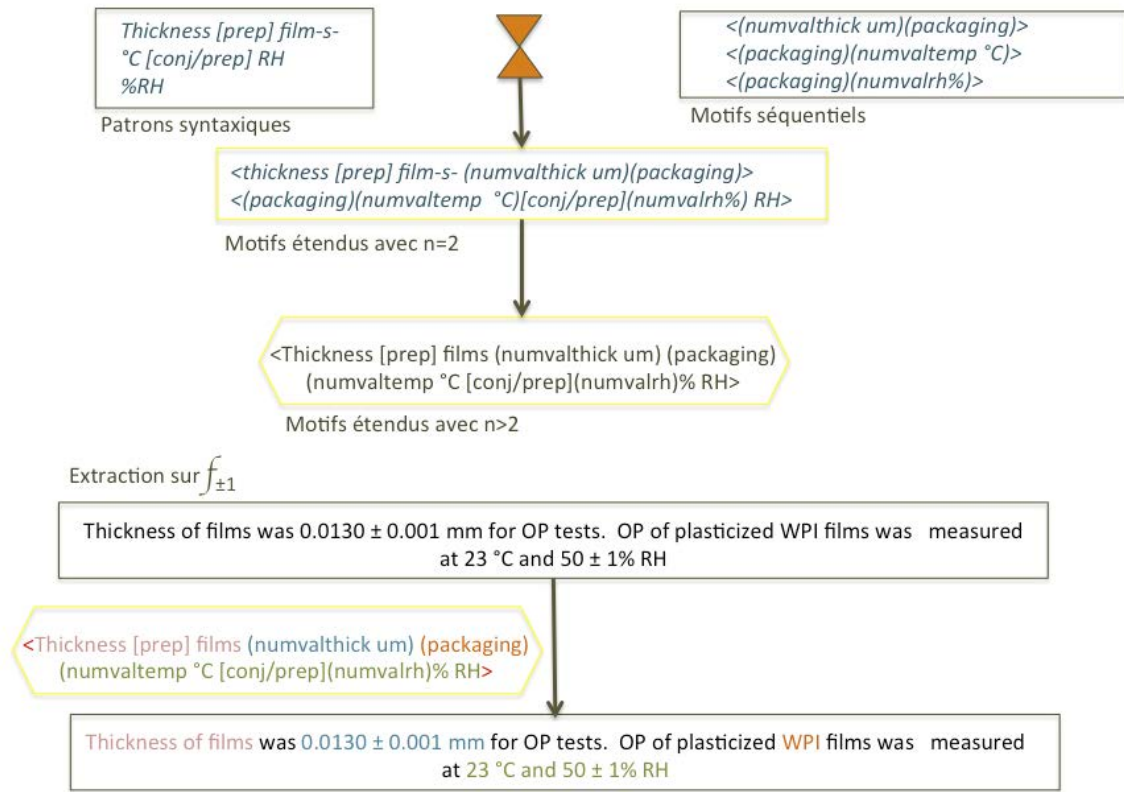 Thickness [prep] film-s-
°C [conj/prep] RH
%RH
Patrons syntaxiques
<(numvalthick um)(packaging)>
<(packaging)(numvaltemp °C)>
<(packaging)(numvalrh%)>
Motifs séquentiels
<thickness [prep] film-s- (numvalthick um)(packaging)>
<(packaging)(numvaltemp °C)[conj/prep](numvalrh%) RH>
Motifs étendus avec n=2
<Thickness [prep] films (numvalthick um) (packaging)
(numvaltemp °C [conj/prep](numvalrh)% RH>
Motifs étendus avec n>2
Extraction sur f±1
Thickness of films was 0.0130 ± 0.001 mm for OP tests. OP of plasticized WPI films was measured
at 23 °C and 50 ± 1% RH
<Thickness [prep] films (numvalthick um) (packaging)
(numvaltemp °C [conj/prep](numvalrh)% RH>
Thickness of films was 0.0130 ± 0.001 mm for OP tests. OP of plasticized WPI films was measured
at 23 °C and 50 ± 1% RH